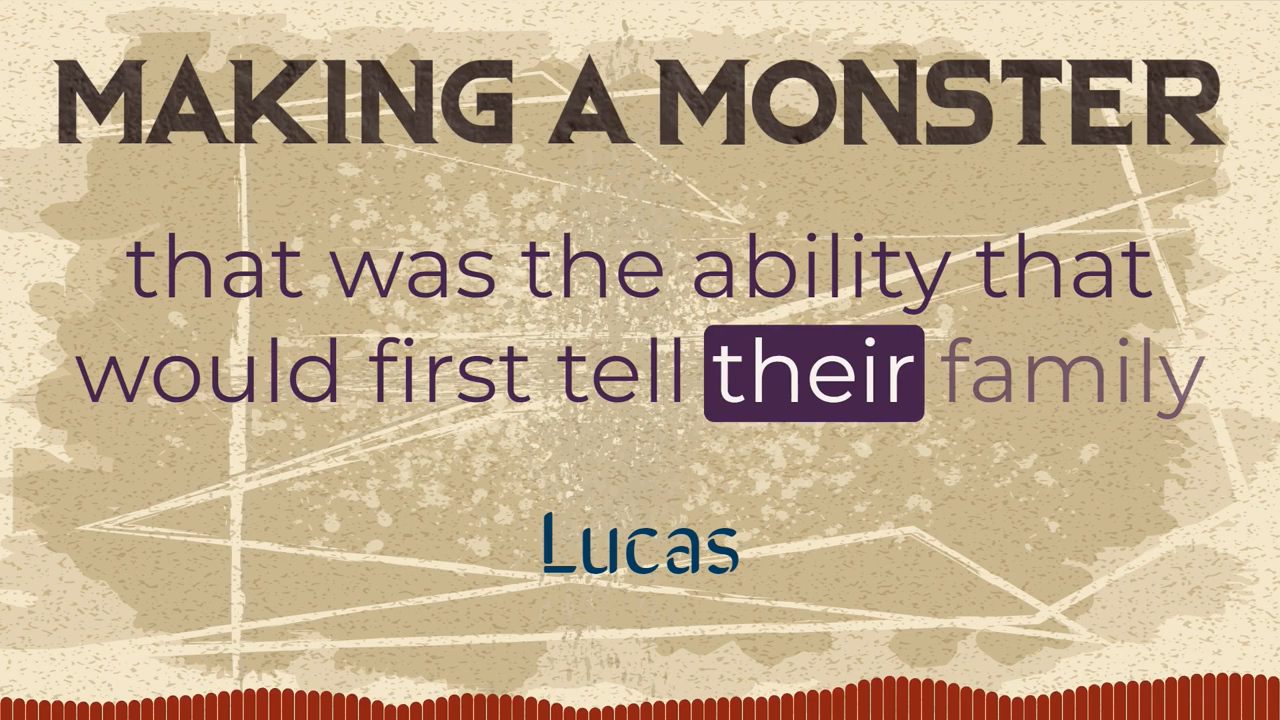 MAKING A MONSTER
that was the ability that
would first tell their family
Lucas